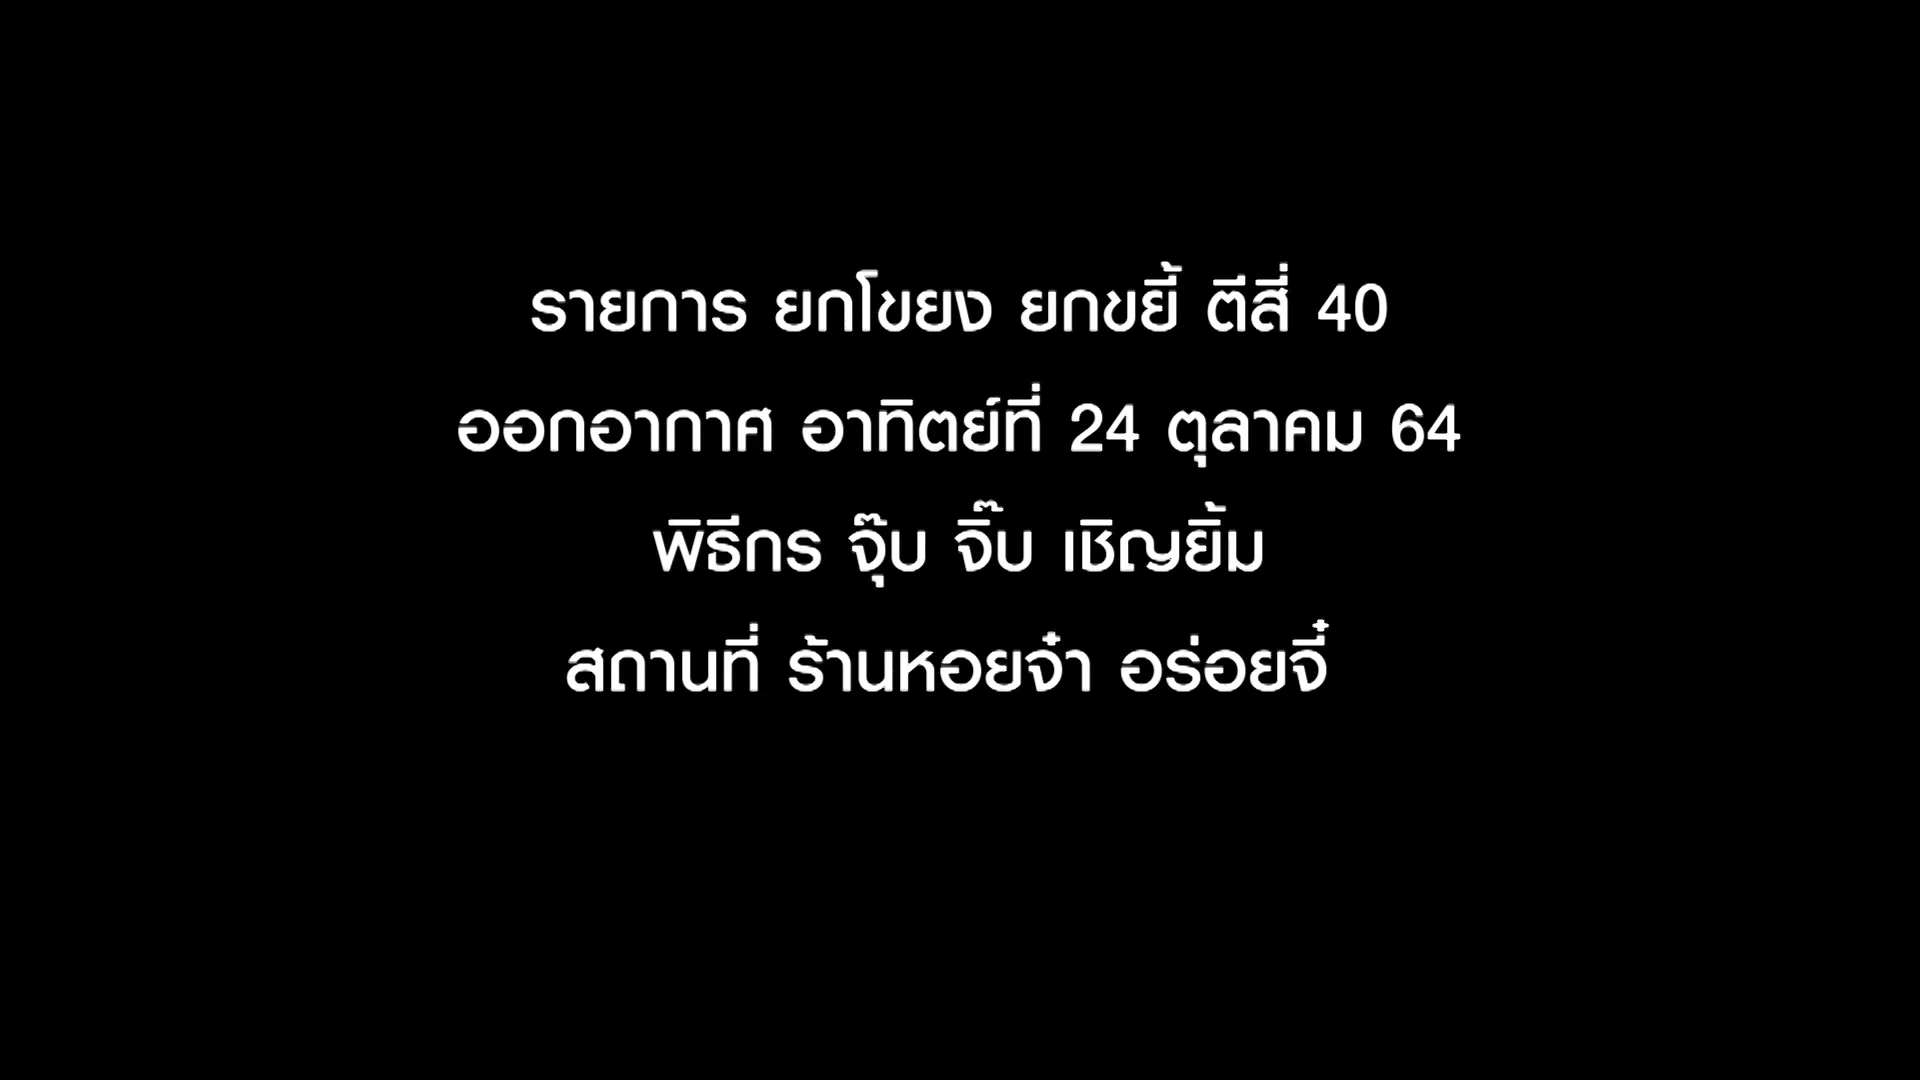 รายการ ยกโขยง ยกขยี้ ตีสี่ 40
ออกอากาศ อาทิตย์ที่ 24 ตุลาคม 64
พิธีกร จุ๊บ จิ๊บ เชิญยิ้ม
สถานที่ ร้านหอยจ๋า อร่อยจี๋